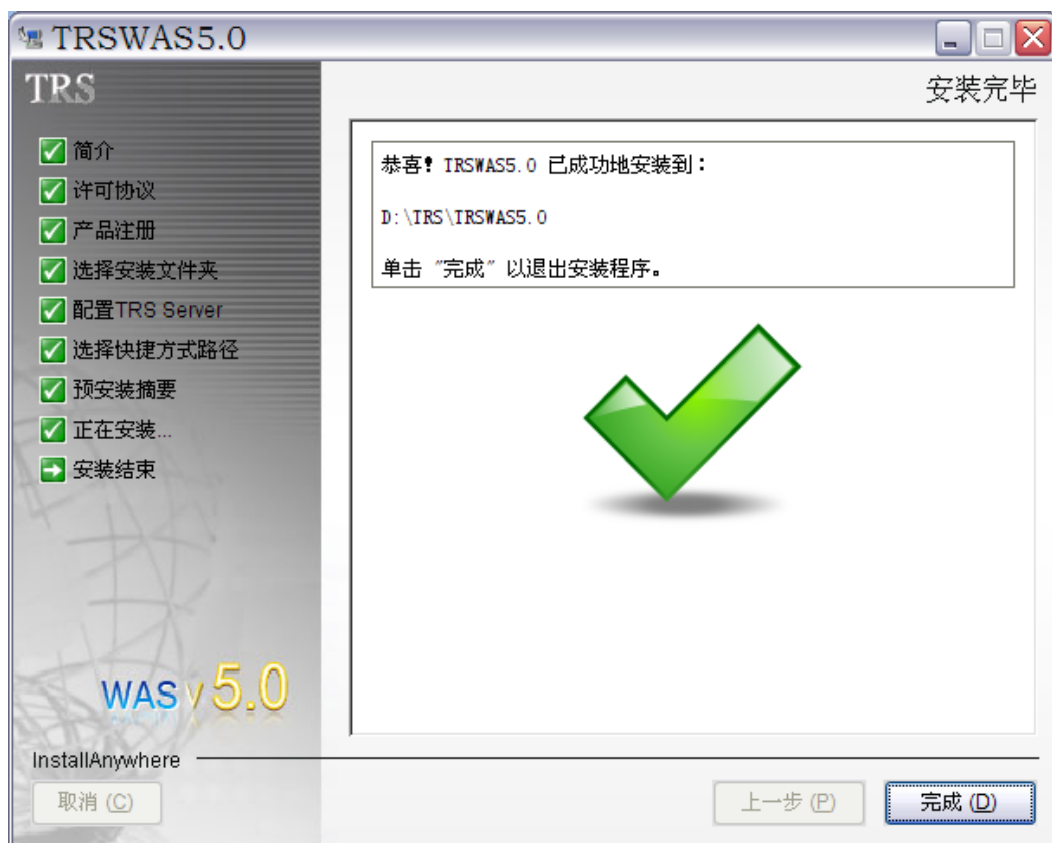 TRSWAS5.0
TRS
安装完毕
简介
许可协议
产品注册
选择安装文件夹
配置TRS Server
选择快捷方式路径
预安装摘要
正在安装...
安装结束
恭喜! TRSWAS5.0 已成功地安装到：
D:\TRS\TRSWAS5.0
单击 "完成" 以退出安装程序。
WAS v 5.0
InstallAnywhere
取消 (C)
上一步 (P)
完成 (D)